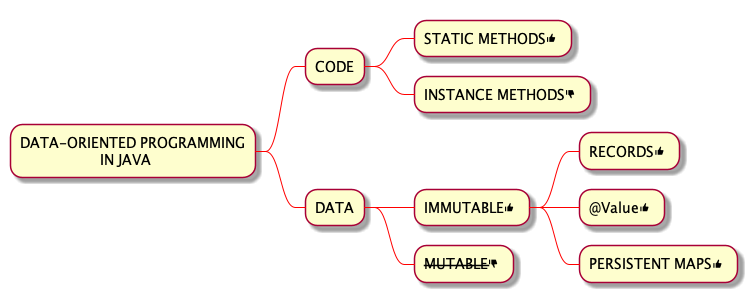 STATIC METHODS👍
CODE
INSTANCE METHODS👎
DATA-ORIENTED PROGRAMMING
IN JAVA
RECORDS👍
DATA
IMMUTABLE👍
@Value👍
MUTABLE👎
PERSISTENT MAPS👍